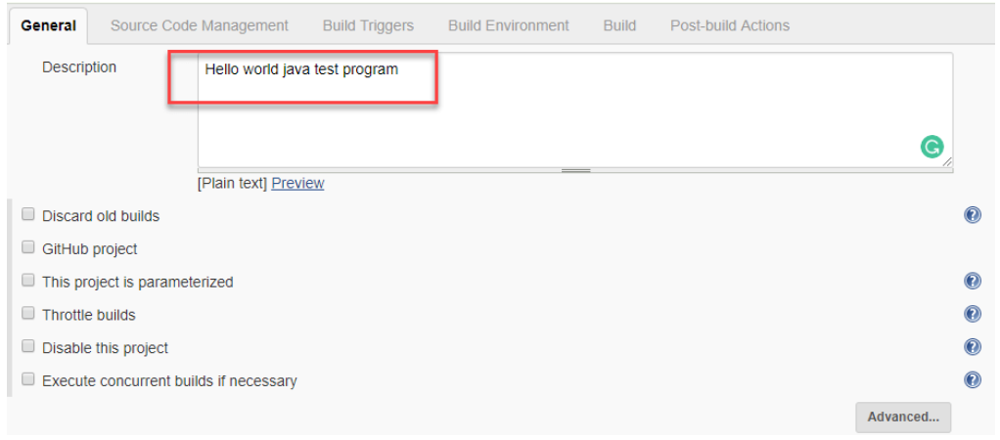 General Source Code Management Build Triggers Build Environment Build Post-build Actions
Description Hello world java test program
[Plain text] Preview
Discard old builds
GitHub project
This project is parameterized
Throttle builds
Disable this project
Execute concurrent builds if necessary
Advanced...